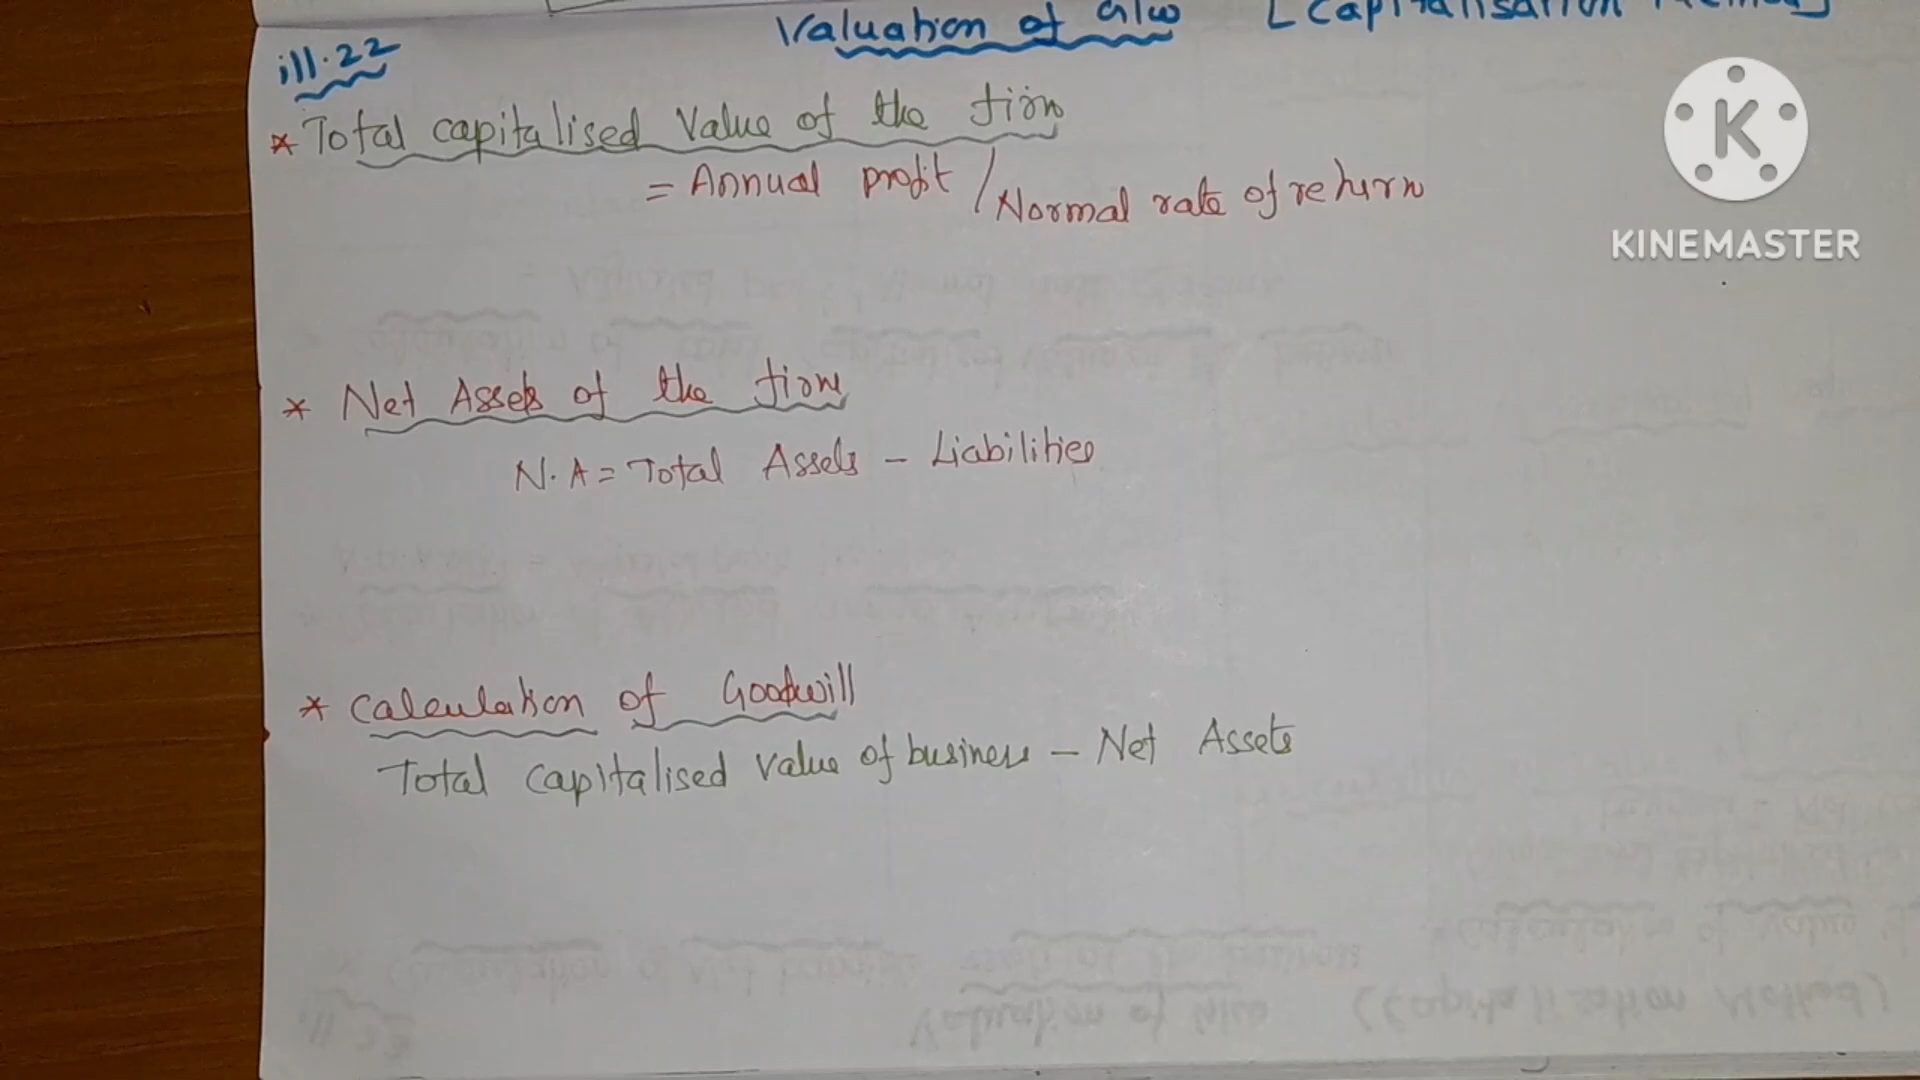 Valuation of G/w [Capitalisation Method]
ill.22
* Total capitalised Value of the firm
= Annual profit / Normal rate of return
KINEMASTER
* Net Assets of the firm
N.A = Total Assets - Liabilities
* Calculation of Goodwill
Total Capitalised Value of business - Net Assets